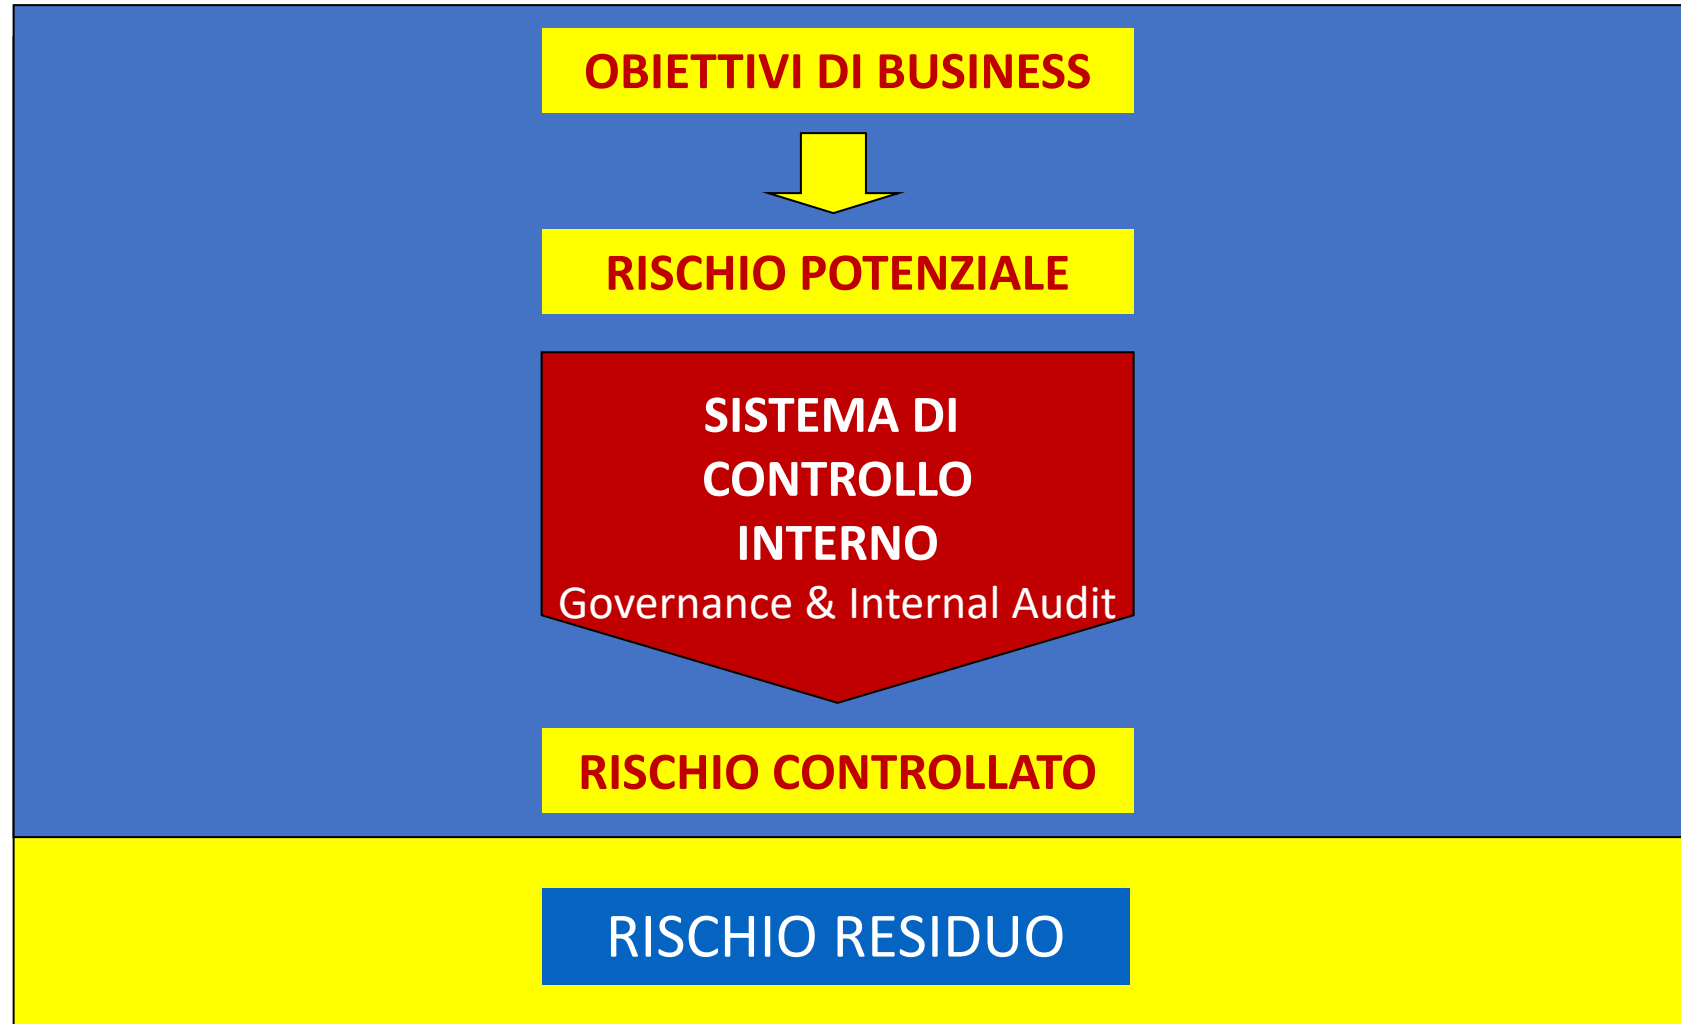 OBIETTIVI DI BUSINESS
RISCHIO POTENZIALE
SISTEMA DI
CONTROLLO
INTERNO
Governance & Internal Audit
RISCHIO CONTROLLATO
RISCHIO RESIDUO